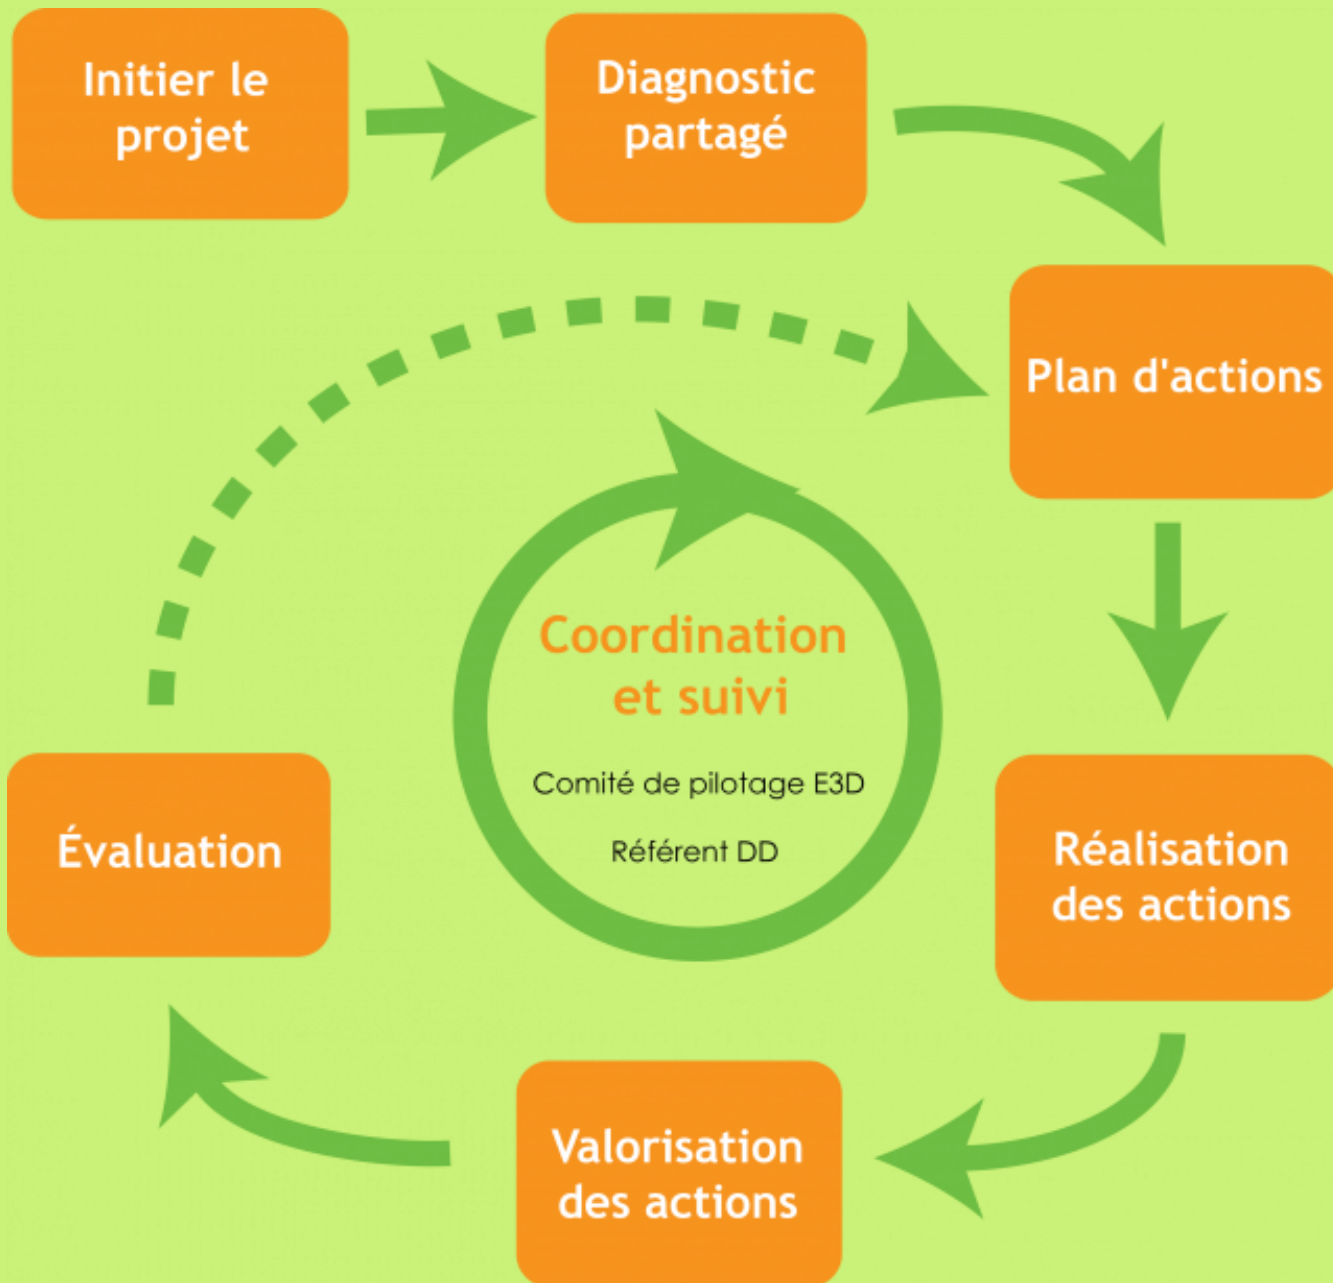 Initier le
projet
Diagnostic
partagé
Plan d'actions
Coordination
et suivi
Comité de pilotage E3D
Référent DD
Évaluation
Réalisation
des actions
Valorisation
des actions